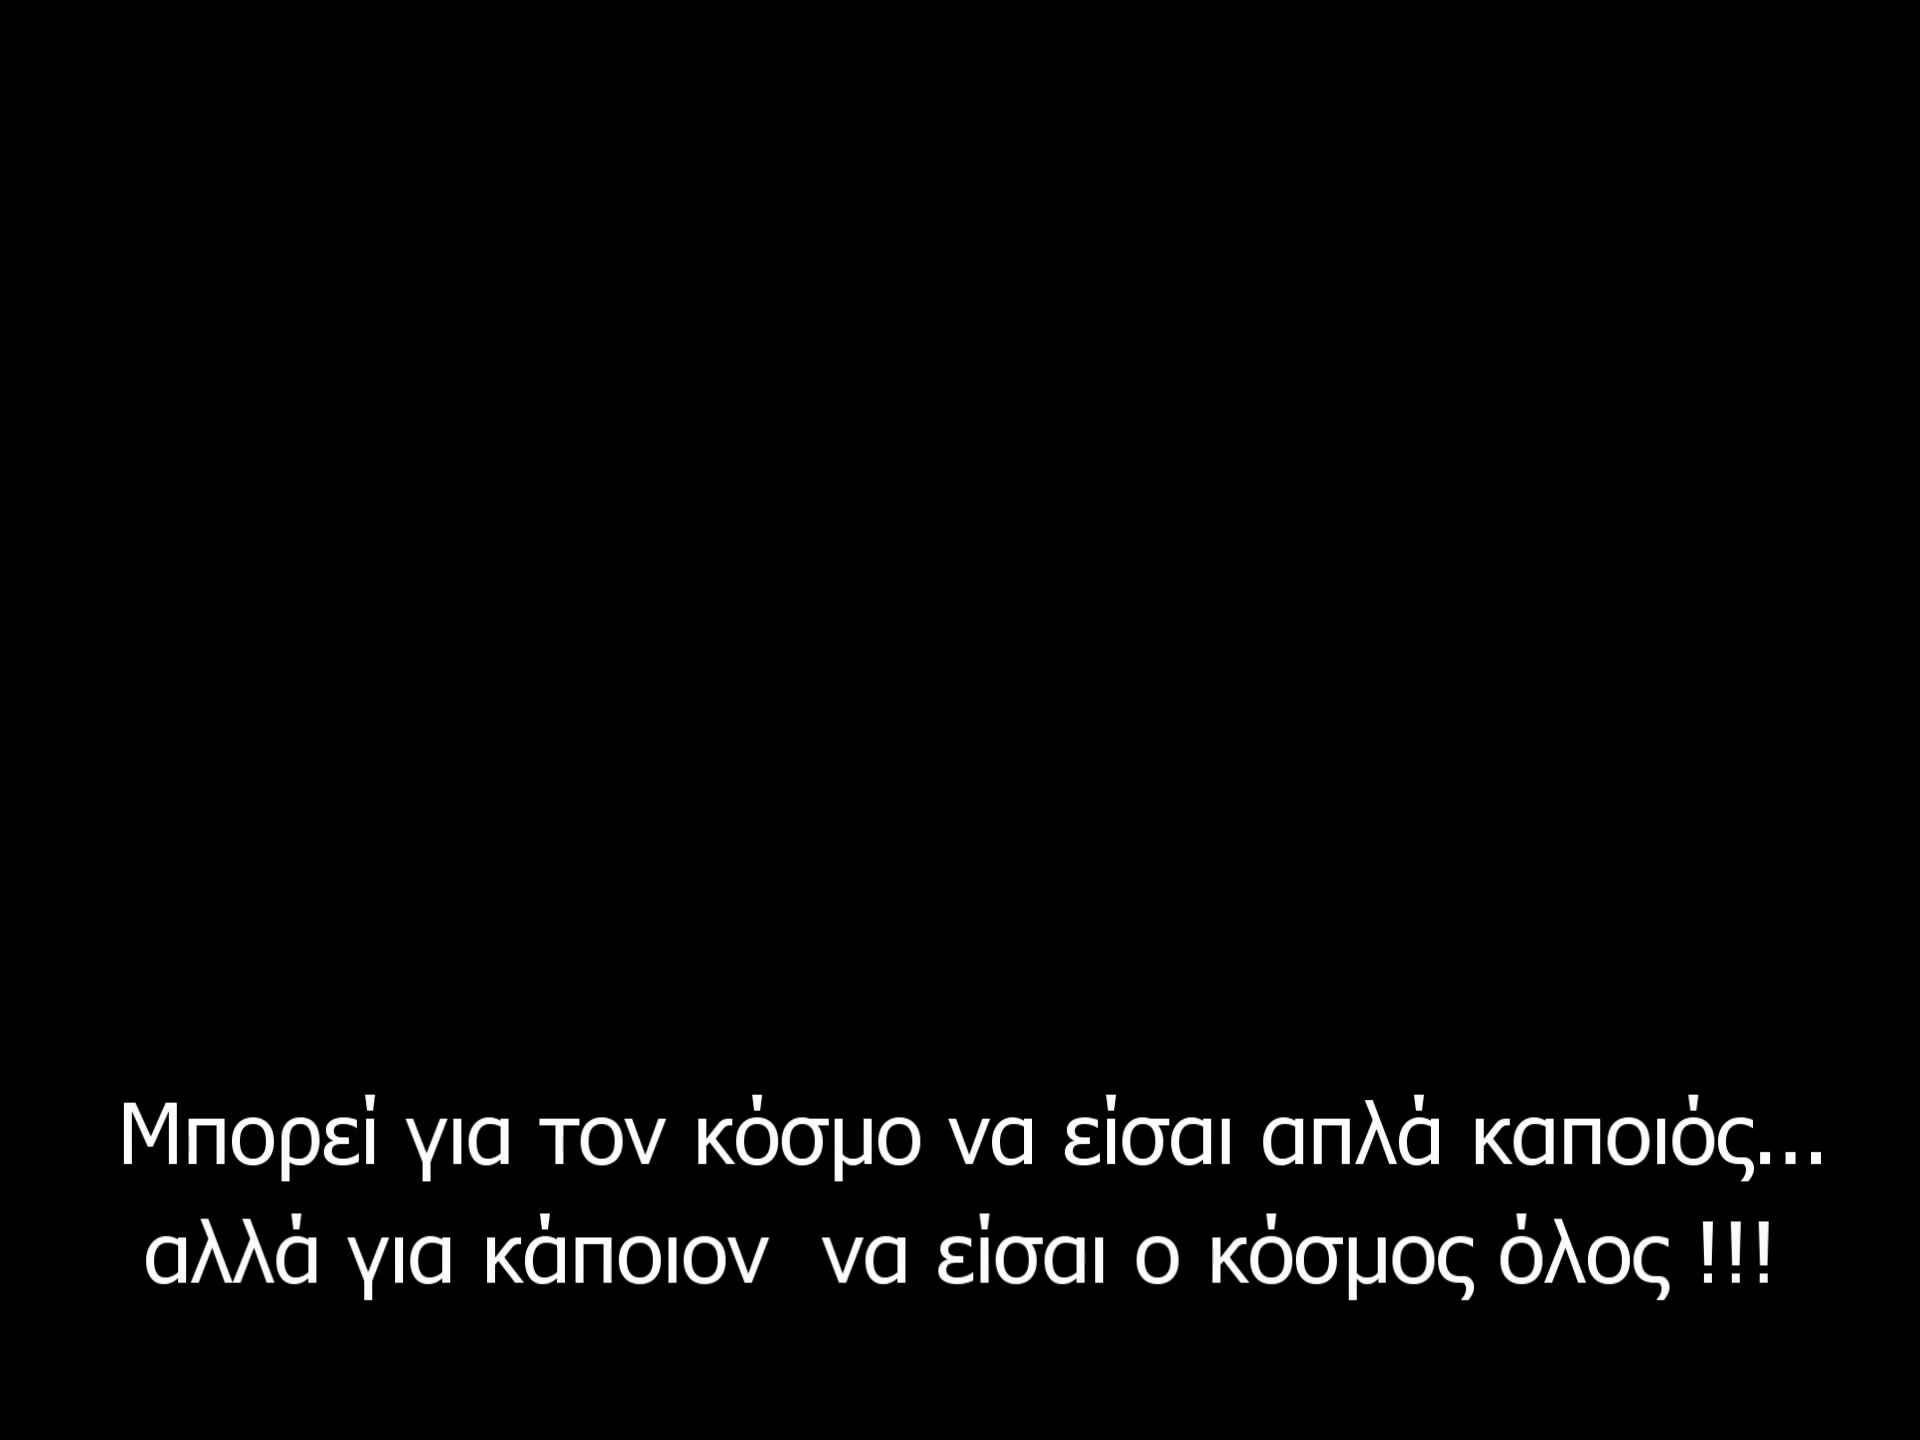 Μπορεί για τον κόσμο να είσαι απλά καποιός...
αλλά για κάποιον  να είσαι ο κόσμος όλος !!!